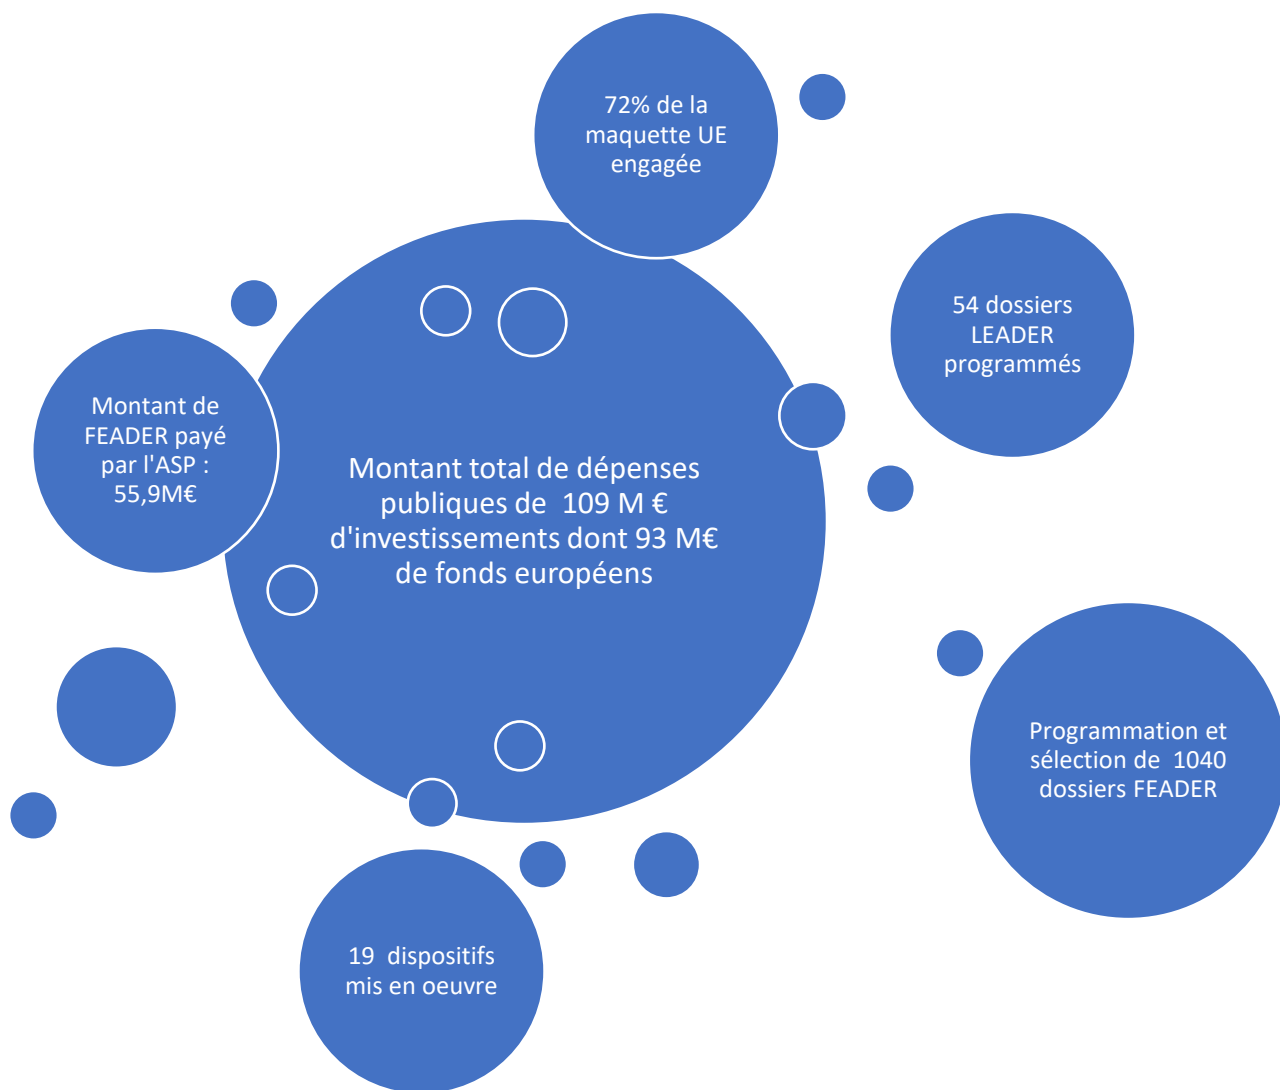 72% de la
maquette UE
engagée
54 dossiers
LEADER
programmés
Montant de
FEADER payé
par l'ASP :
55,9M€
Montant total de dépenses
publiques de  109 M €
d'investissements dont 93 M€
de fonds européens
Programmation et
sélection de  1040
dossiers FEADER
19  dispositifs
mis en oeuvre